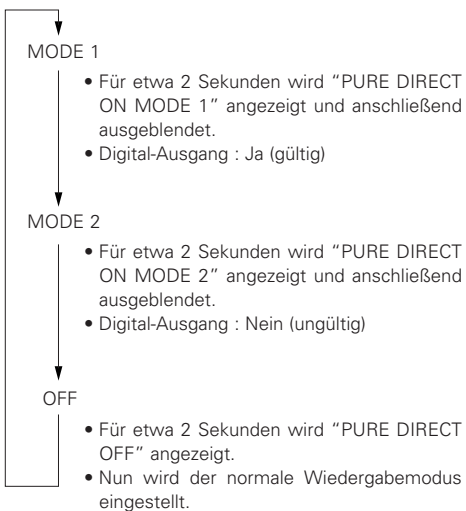 MODE 1
• Für etwa 2 Sekunden wird “PURE DIRECT
ON MODE 1” angezeigt und anschließend
ausgeblendet.
• Digital-Ausgang : Ja (gültig)
MODE 2
• Für etwa 2 Sekunden wird “PURE DIRECT
ON MODE 2” angezeigt und anschließend
ausgeblendet.
• Digital-Ausgang : Nein (ungültig)
OFF
• Für etwa 2 Sekunden wird “PURE DIRECT
OFF” angezeigt.
• Nun wird der normale Wiedergabemodus
eingestellt.